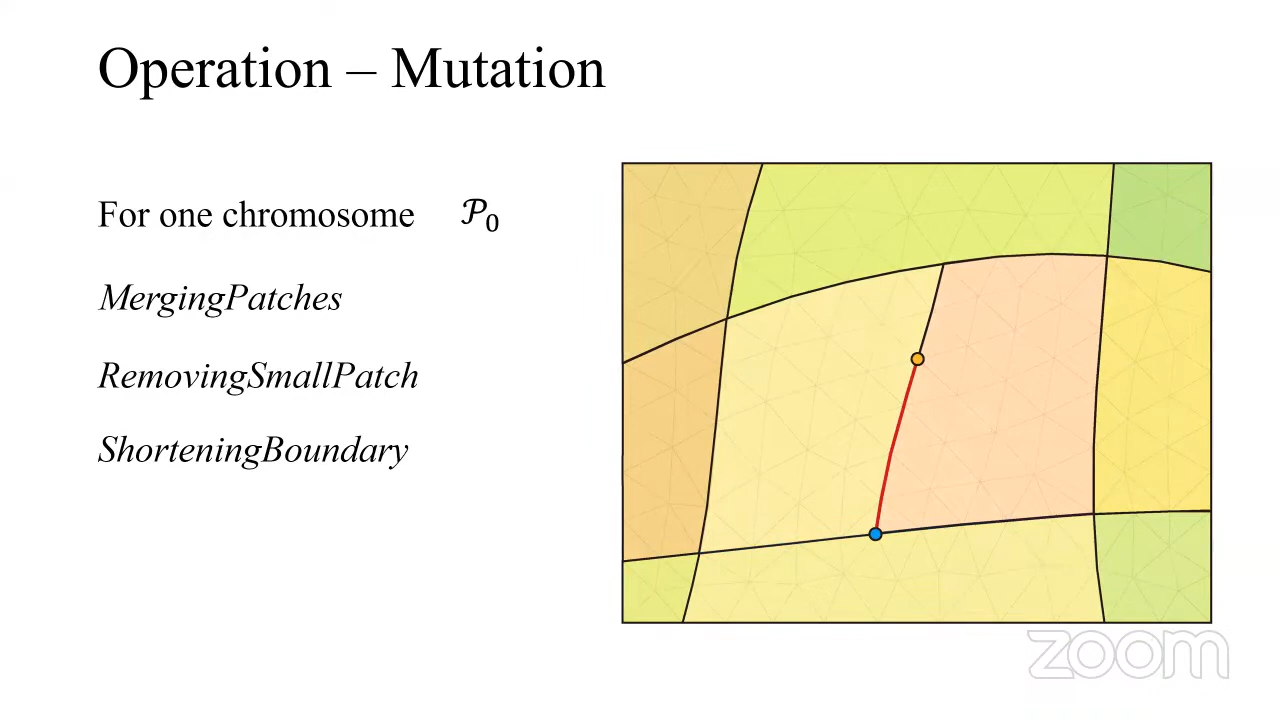 Operation – Mutation
For one chromosome 𝒫₀
MergingPatches
RemovingSmallPatch
ShorteningBoundary
zoom